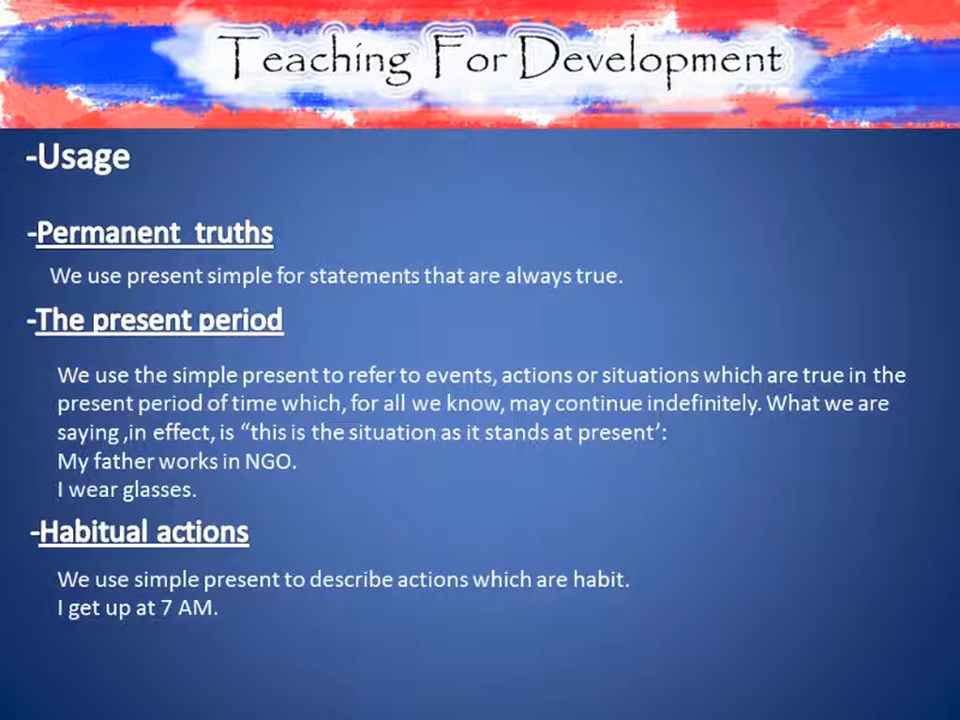 Teaching For Development
-Usage
-Permanent truths
We use present simple for statements that are always true.
-The present period
We use the simple present to refer to events, actions or situations which are true in the
present period of time which, for all we know, may continue indefinitely. What we are
saying ,in effect, is “this is the situation as it stands at present’:
My father works in NGO.
I wear glasses.
-Habitual actions
We use simple present to describe actions which are habit.
I get up at 7 AM.